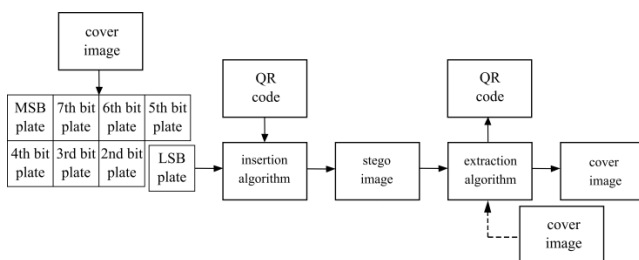 cover
image
QR
code
QR
code
MSB
plate
7th bit
plate
6th bit
plate
5th bit
plate
4th bit
plate
3rd bit
plate
2nd bit
plate
LSB
plate
insertion
algorithm
stego
image
extraction
algorithm
cover
image
cover
image